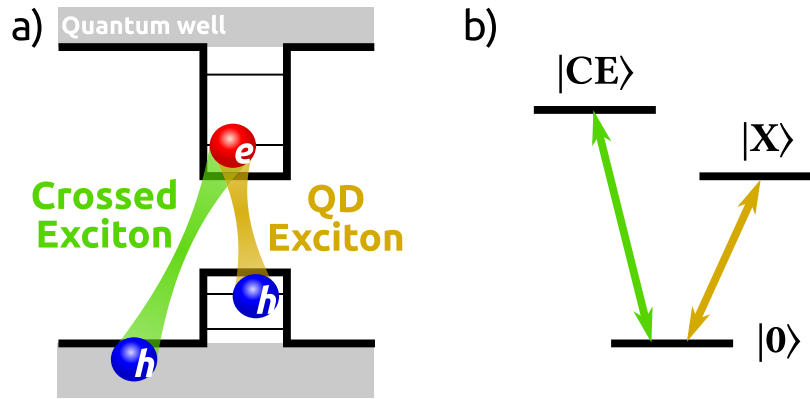 a)
Quantum well
e
Crossed
Exciton
QD
Exciton
h
h
b)
|CE⟩
|X⟩
|0⟩